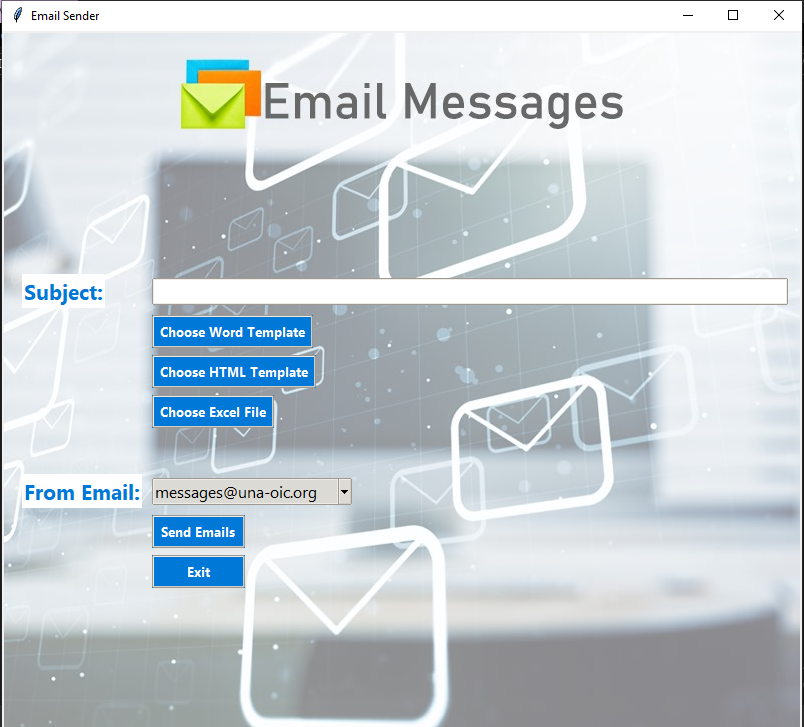 Email Sender
Email Messages
Subject:
Choose Word Template
Choose HTML Template
Choose Excel File
From Email:
messages@una-oic.org
Send Emails
Exit